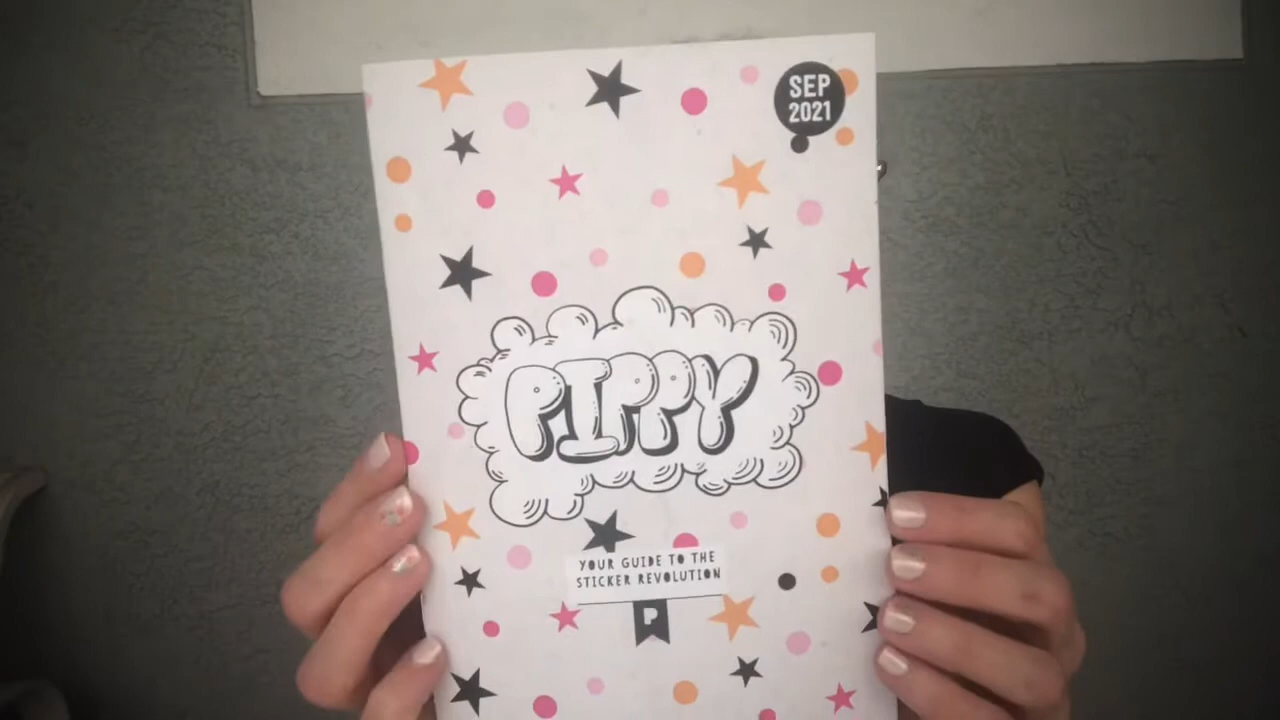 SEP
2021
PIPPY
YOUR GUIDE TO THE
STICKER REVOLUTION
P